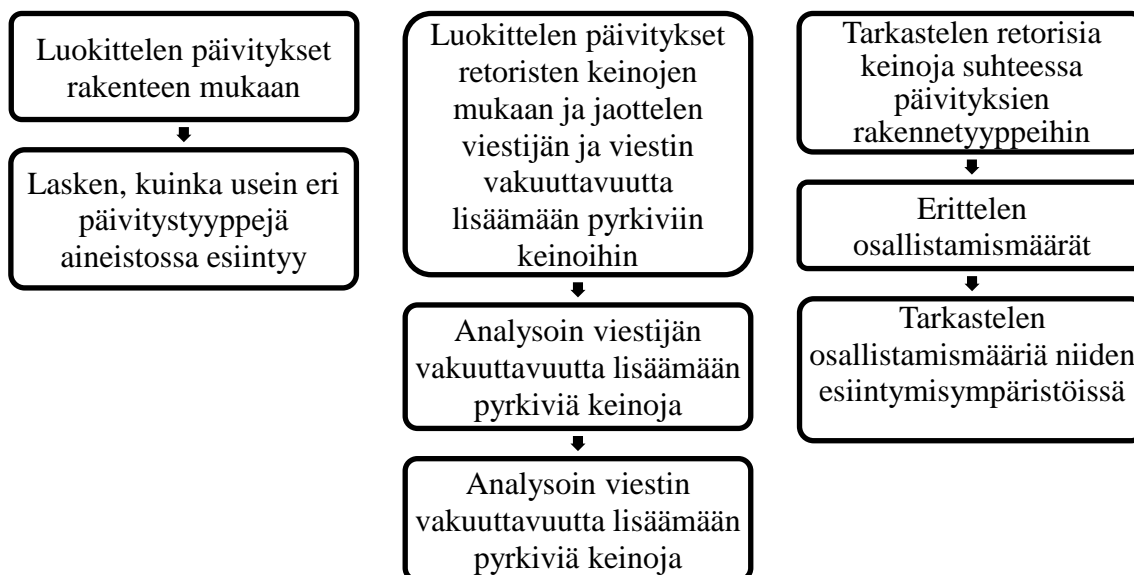 Luokittelen päivitykset
rakenteen mukaan
Lasken, kuinka usein eri
päivitystyyppejä
aineistossa esiintyy
Luokittelen päivitykset
retoristen keinojen
mukaan ja jaottelen
viestijän ja viestin
vakuuttavuutta
lisäämään pyrkiviin
keinoihin
Analysoin viestijän
vakuuttavuutta lisäämään
pyrkiviä keinoja
Analysoin viestin
vakuuttavuutta lisäämään
pyrkiviä keinoja
Tarkastelen retorisia
keinoja suhteessa
päivityksien
rakennetyyppeihin
Erittelen
osallistamismäärät
Tarkastelen
osallistamismääriä niiden
esiintymisympäristöissä